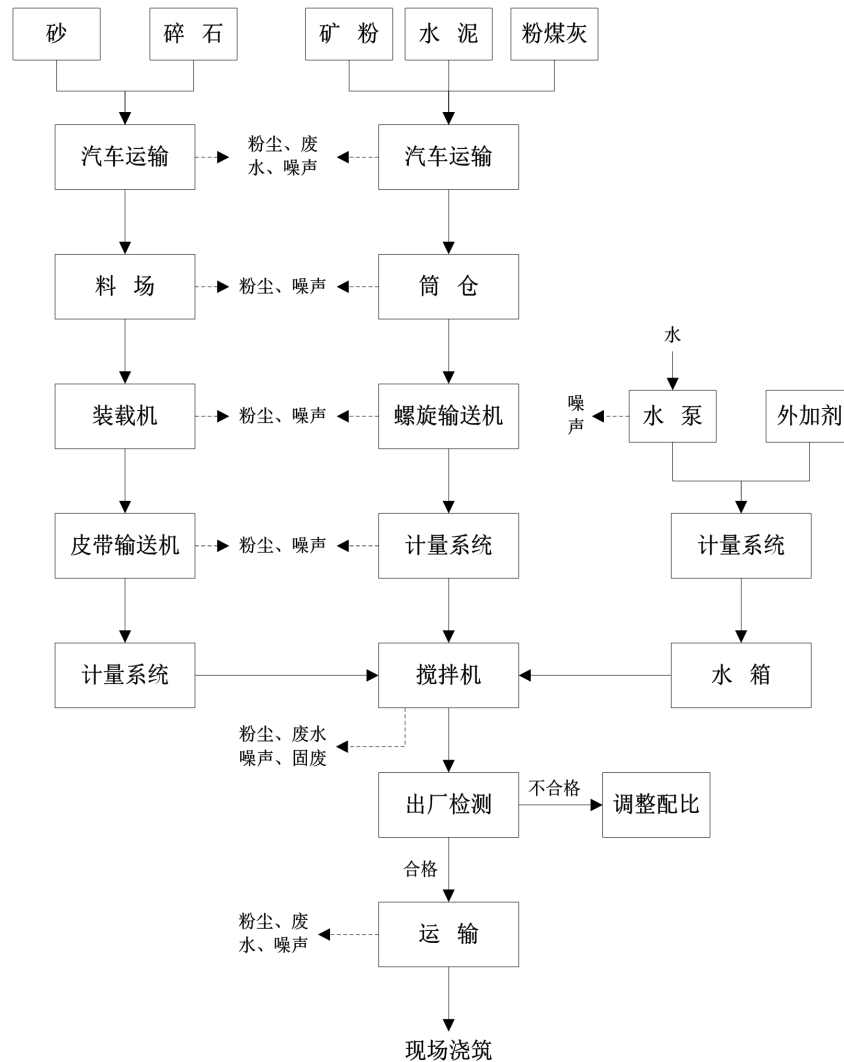 砂
碎 石
矿 粉
水 泥
粉煤灰
汽车运输
粉尘、废
水、噪声
汽车运输
料 场
粉尘、噪声
筒 仓
水
装载机
粉尘、噪声
螺旋输送机
噪
声
水 泵
外加剂
皮带输送机
粉尘、噪声
计量系统
计量系统
计量系统
搅拌机
水 箱
粉尘、废水
噪声、固废
出厂检测
不合格
调整配比
合格
粉尘、废
水、噪声
运 输
现场浇筑